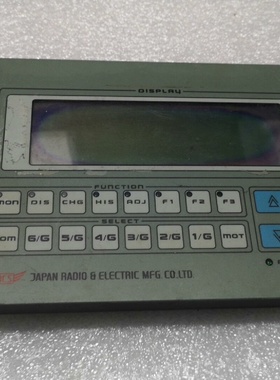 DISPLAY
FUNCTION
MON DIS CHG HIS ADJ F1 F2 F3
SELECT
COM 6/G 5/G 4/G 3/G 2/G 1/G MOT
JAPAN RADIO & ELECTRIC MFG. CO. LTD.